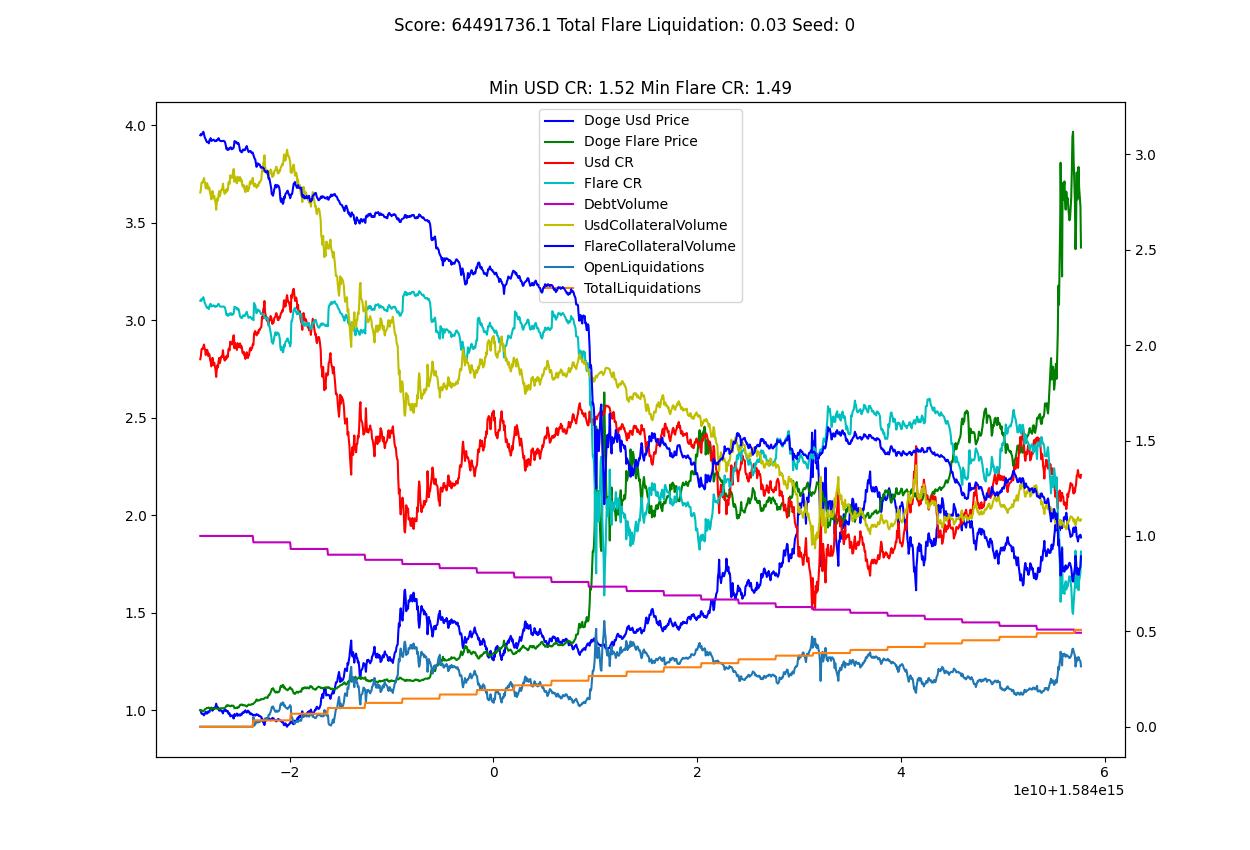 Score: 64491736.1 Total Flare Liquidation: 0.03 Seed: 0
Min USD CR: 1.52 Min Flare CR: 1.49
Doge Usd Price
Doge Flare Price
Usd CR
Flare CR
DebtVolume
UsdCollateralVolume
FlareCollateralVolume
OpenLiquidations
TotalLiquidations
4.0
3.5
3.0
2.5
2.0
1.5
1.0
3.0
2.5
2.0
1.5
1.0
0.5
0.0
−2 0 2 4 6
1e10+1.584e15